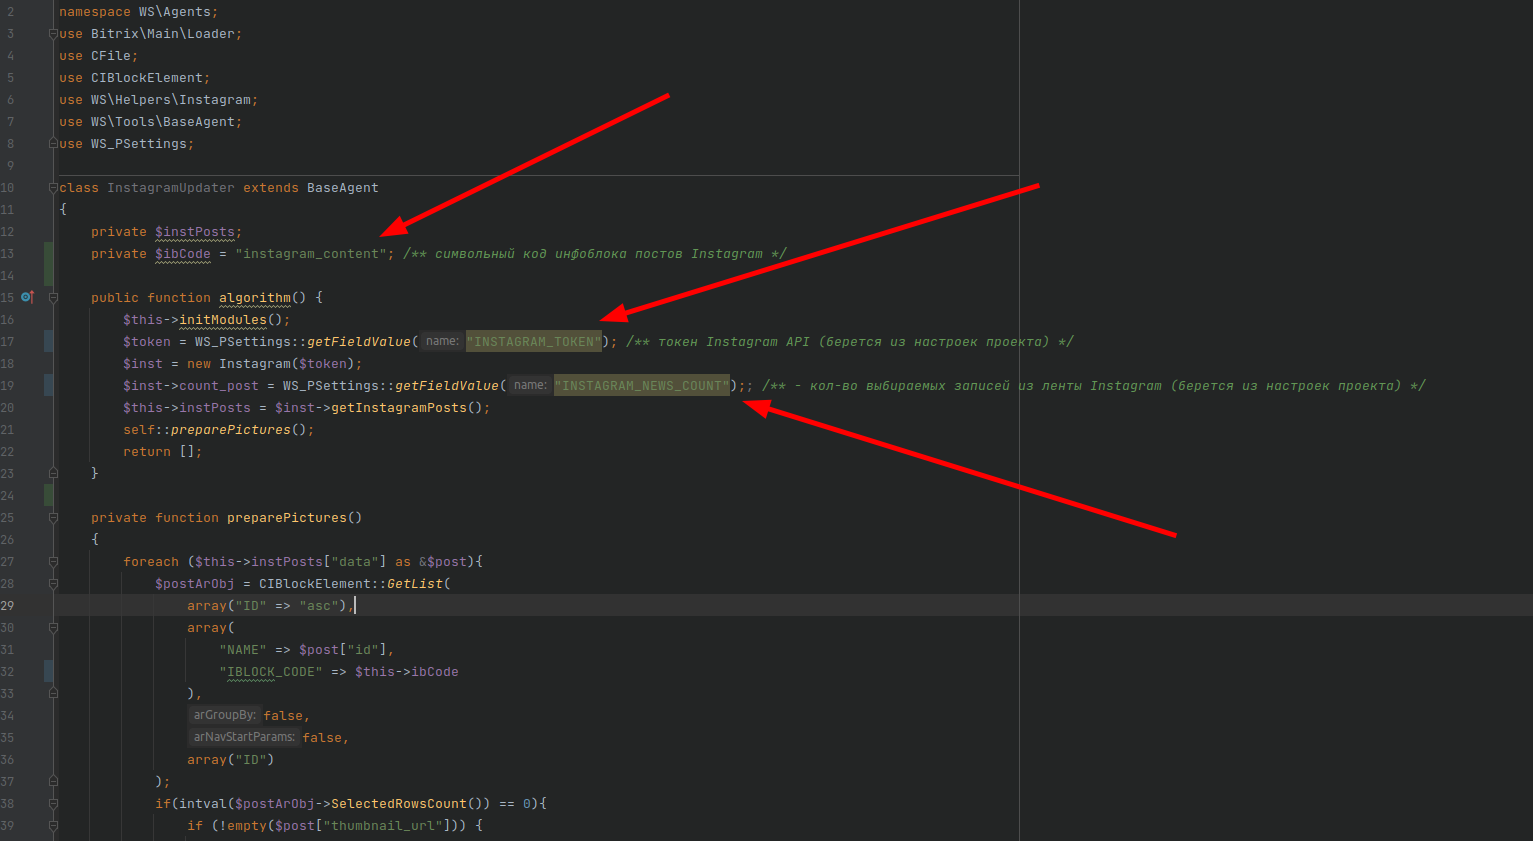 2 namespace WS\Agents;
3 use Bitrix\Main\Loader;
4 use CFile;
5 use CIBlockElement;
6 use WS\Helpers\Instagram;
7 use WS\Tools\BaseAgent;
8 use WS_PSettings;
9
10 class InstagramUpdater extends BaseAgent
11 {
12 private $instPosts;
13 private $ibCode = "instagram_content"; /** символьный код инфоблока постов Instagram */
14
15 public function algorithm() {
16 $this->initModules();
17 $token = WS_PSettings::getFieldValue( name: "INSTAGRAM_TOKEN"); /** токен Instagram API (берется из настроек проекта) */
18 $inst = new Instagram($token);
19 $inst->count_post = WS_PSettings::getFieldValue( name: "INSTAGRAM_NEWS_COUNT");; /** - кол-во выбираемых записей из ленты Instagram (берется из настроек проекта) */
20 $this->instPosts = $inst->getInstagramPosts();
21 self::preparePictures();
22 return [];
23 }
24
25 private function preparePictures()
26 {
27 foreach ($this->instPosts["data"] as &$post){
28 $postArObj = CIBlockElement::GetList(
29 array("ID" => "asc"),
30 array(
31 "NAME" => $post["id"],
32 "IBLOCK_CODE" => $this->ibCode
33 ),
34 arGroupBy: false,
35 arNavStartParams: false,
36 array("ID")
37 );
38 if(intval($postArObj->SelectedRowsCount()) == 0){
39 if (!empty($post["thumbnail_url"])) {